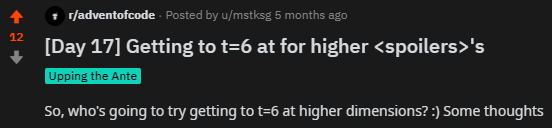 r/adventofcode · Posted by u/mstksg 5 months ago
12
[Day 17] Getting to t=6 at for higher <spoilers>'s
Upping the Ante
So, who's going to try getting to t=6 at higher dimensions? :) Some thoughts